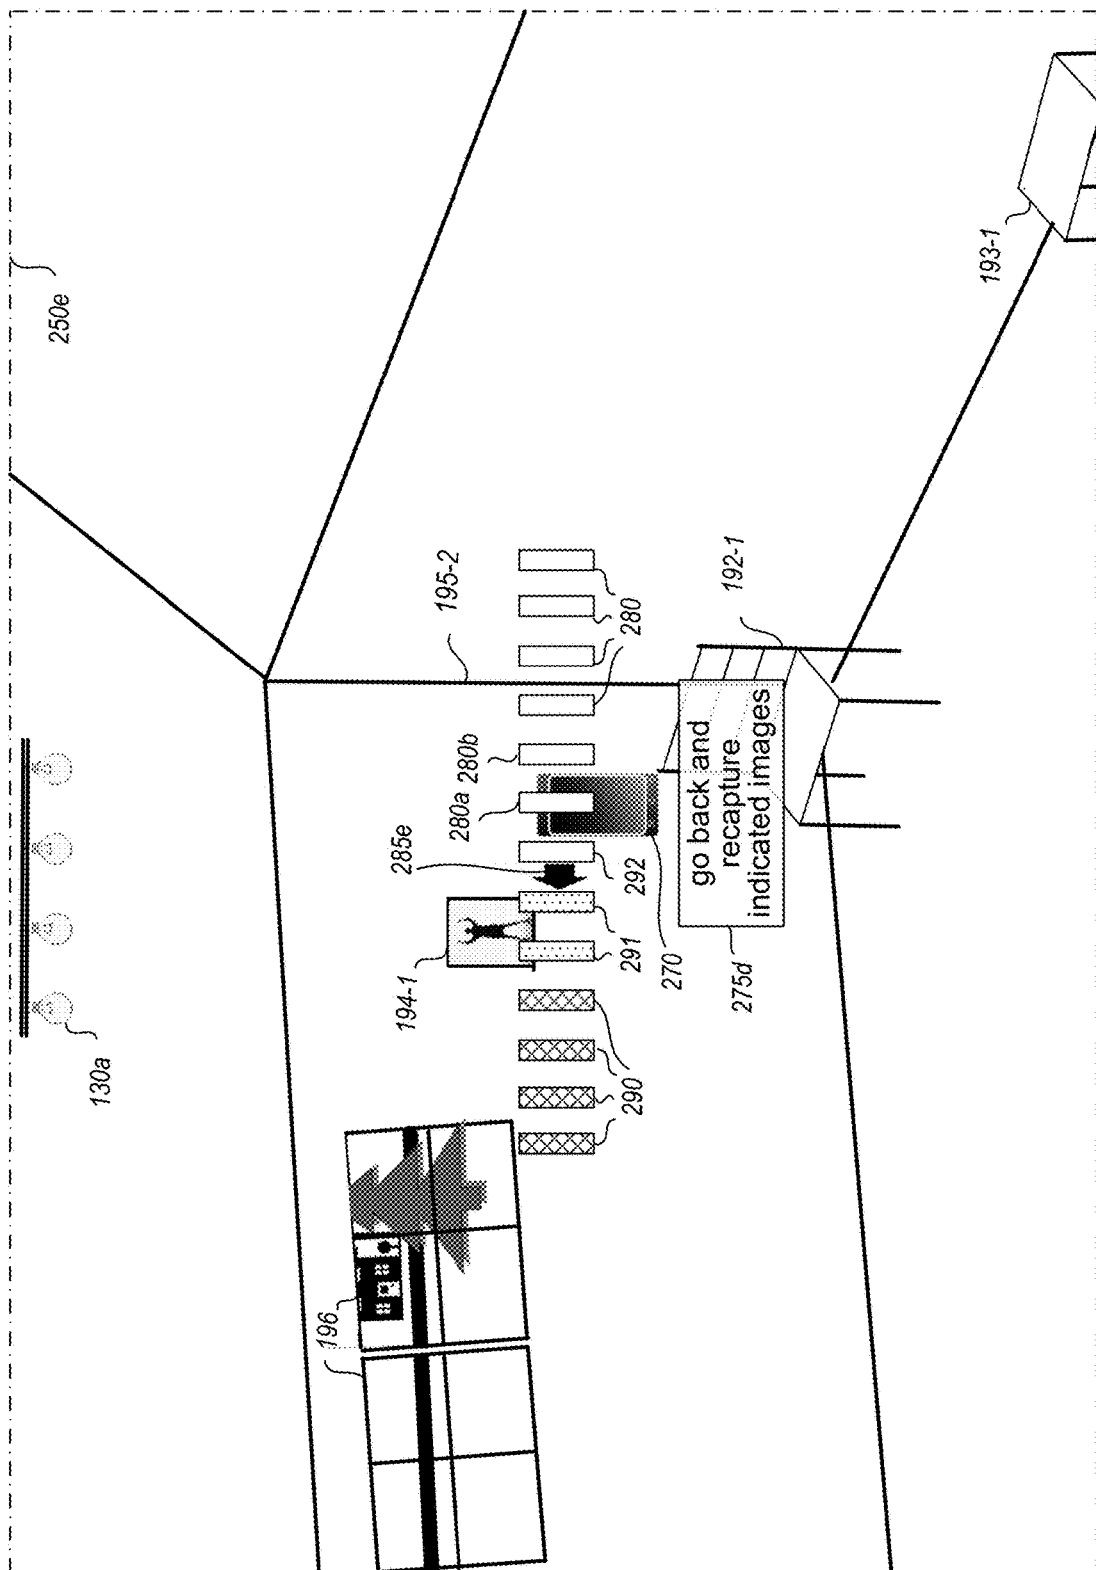 250e
130a
196
194-1
285e
195-2
280a
280b
290
291
292
280
270
go back and
recapture
indicated images
192-1
275d
193-1